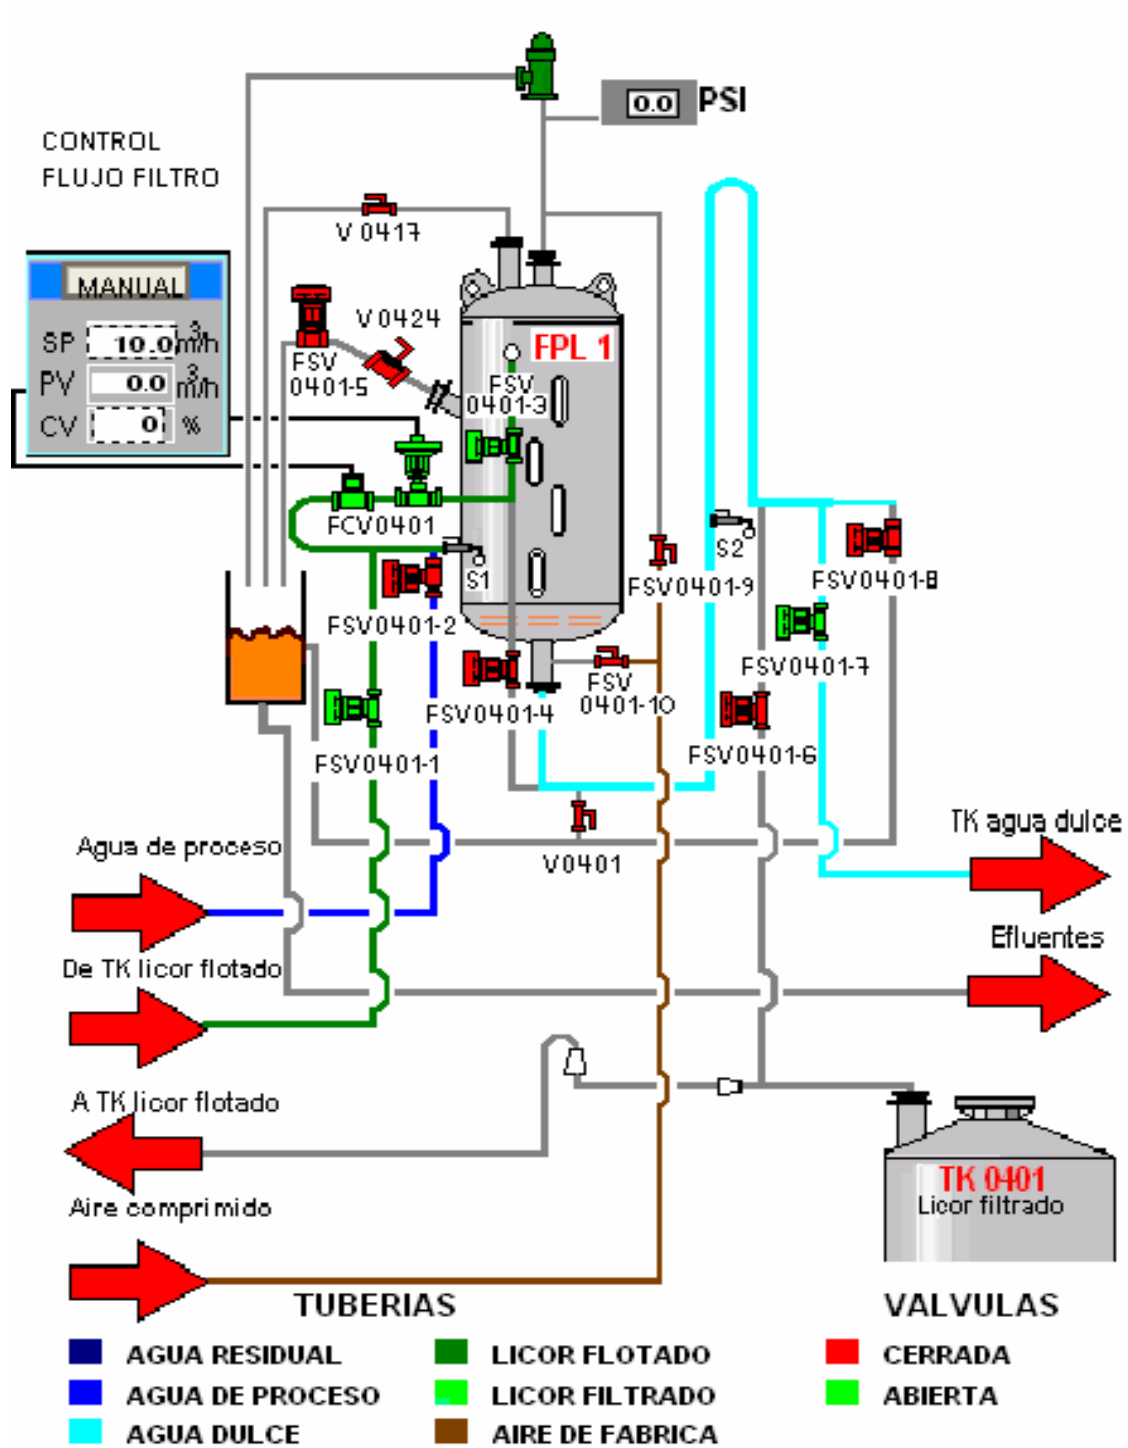 0.0 PSI
CONTROL
FLUJO FILTRO
V 0417
MANUAL
SP 10.0 m³/h
PV 0.0 m³/h
CV 0 %
V0424
FSV
0401-5
FPL 1
FSV
0401-3
FCV0401
S1
S2
FSV0401-2
FSV0401-9
FSV0401-8
FSV0401-7
FSV
0401-10
FSV0401-4
FSV0401-6
FSV0401-1
V0401
Agua de proceso
TK agua dulce
De TK licor flotado
Efluentes
A TK licor flotado
Aire comprimido
TK 0401
Licor filtrado
TUBERIAS
VALVULAS
AGUA RESIDUAL
LICOR FLOTADO
CERRADA
AGUA DE PROCESO
LICOR FILTRADO
ABIERTA
AGUA DULCE
AIRE DE FABRICA